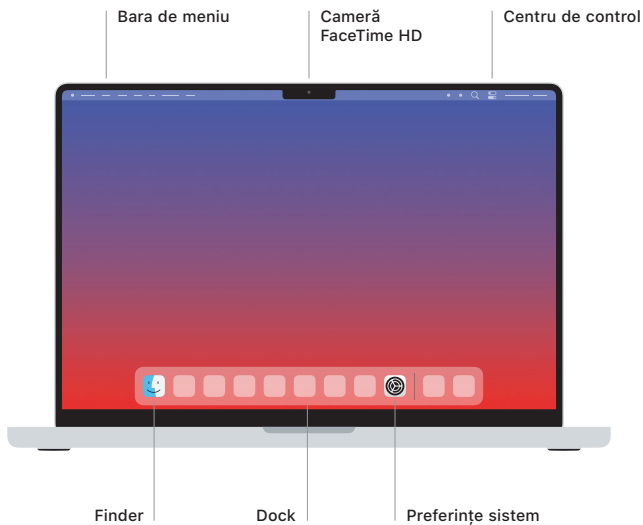 Bara de meniu
Cameră
FaceTime HD
Centru de control
Finder
Dock
Preferințe sistem